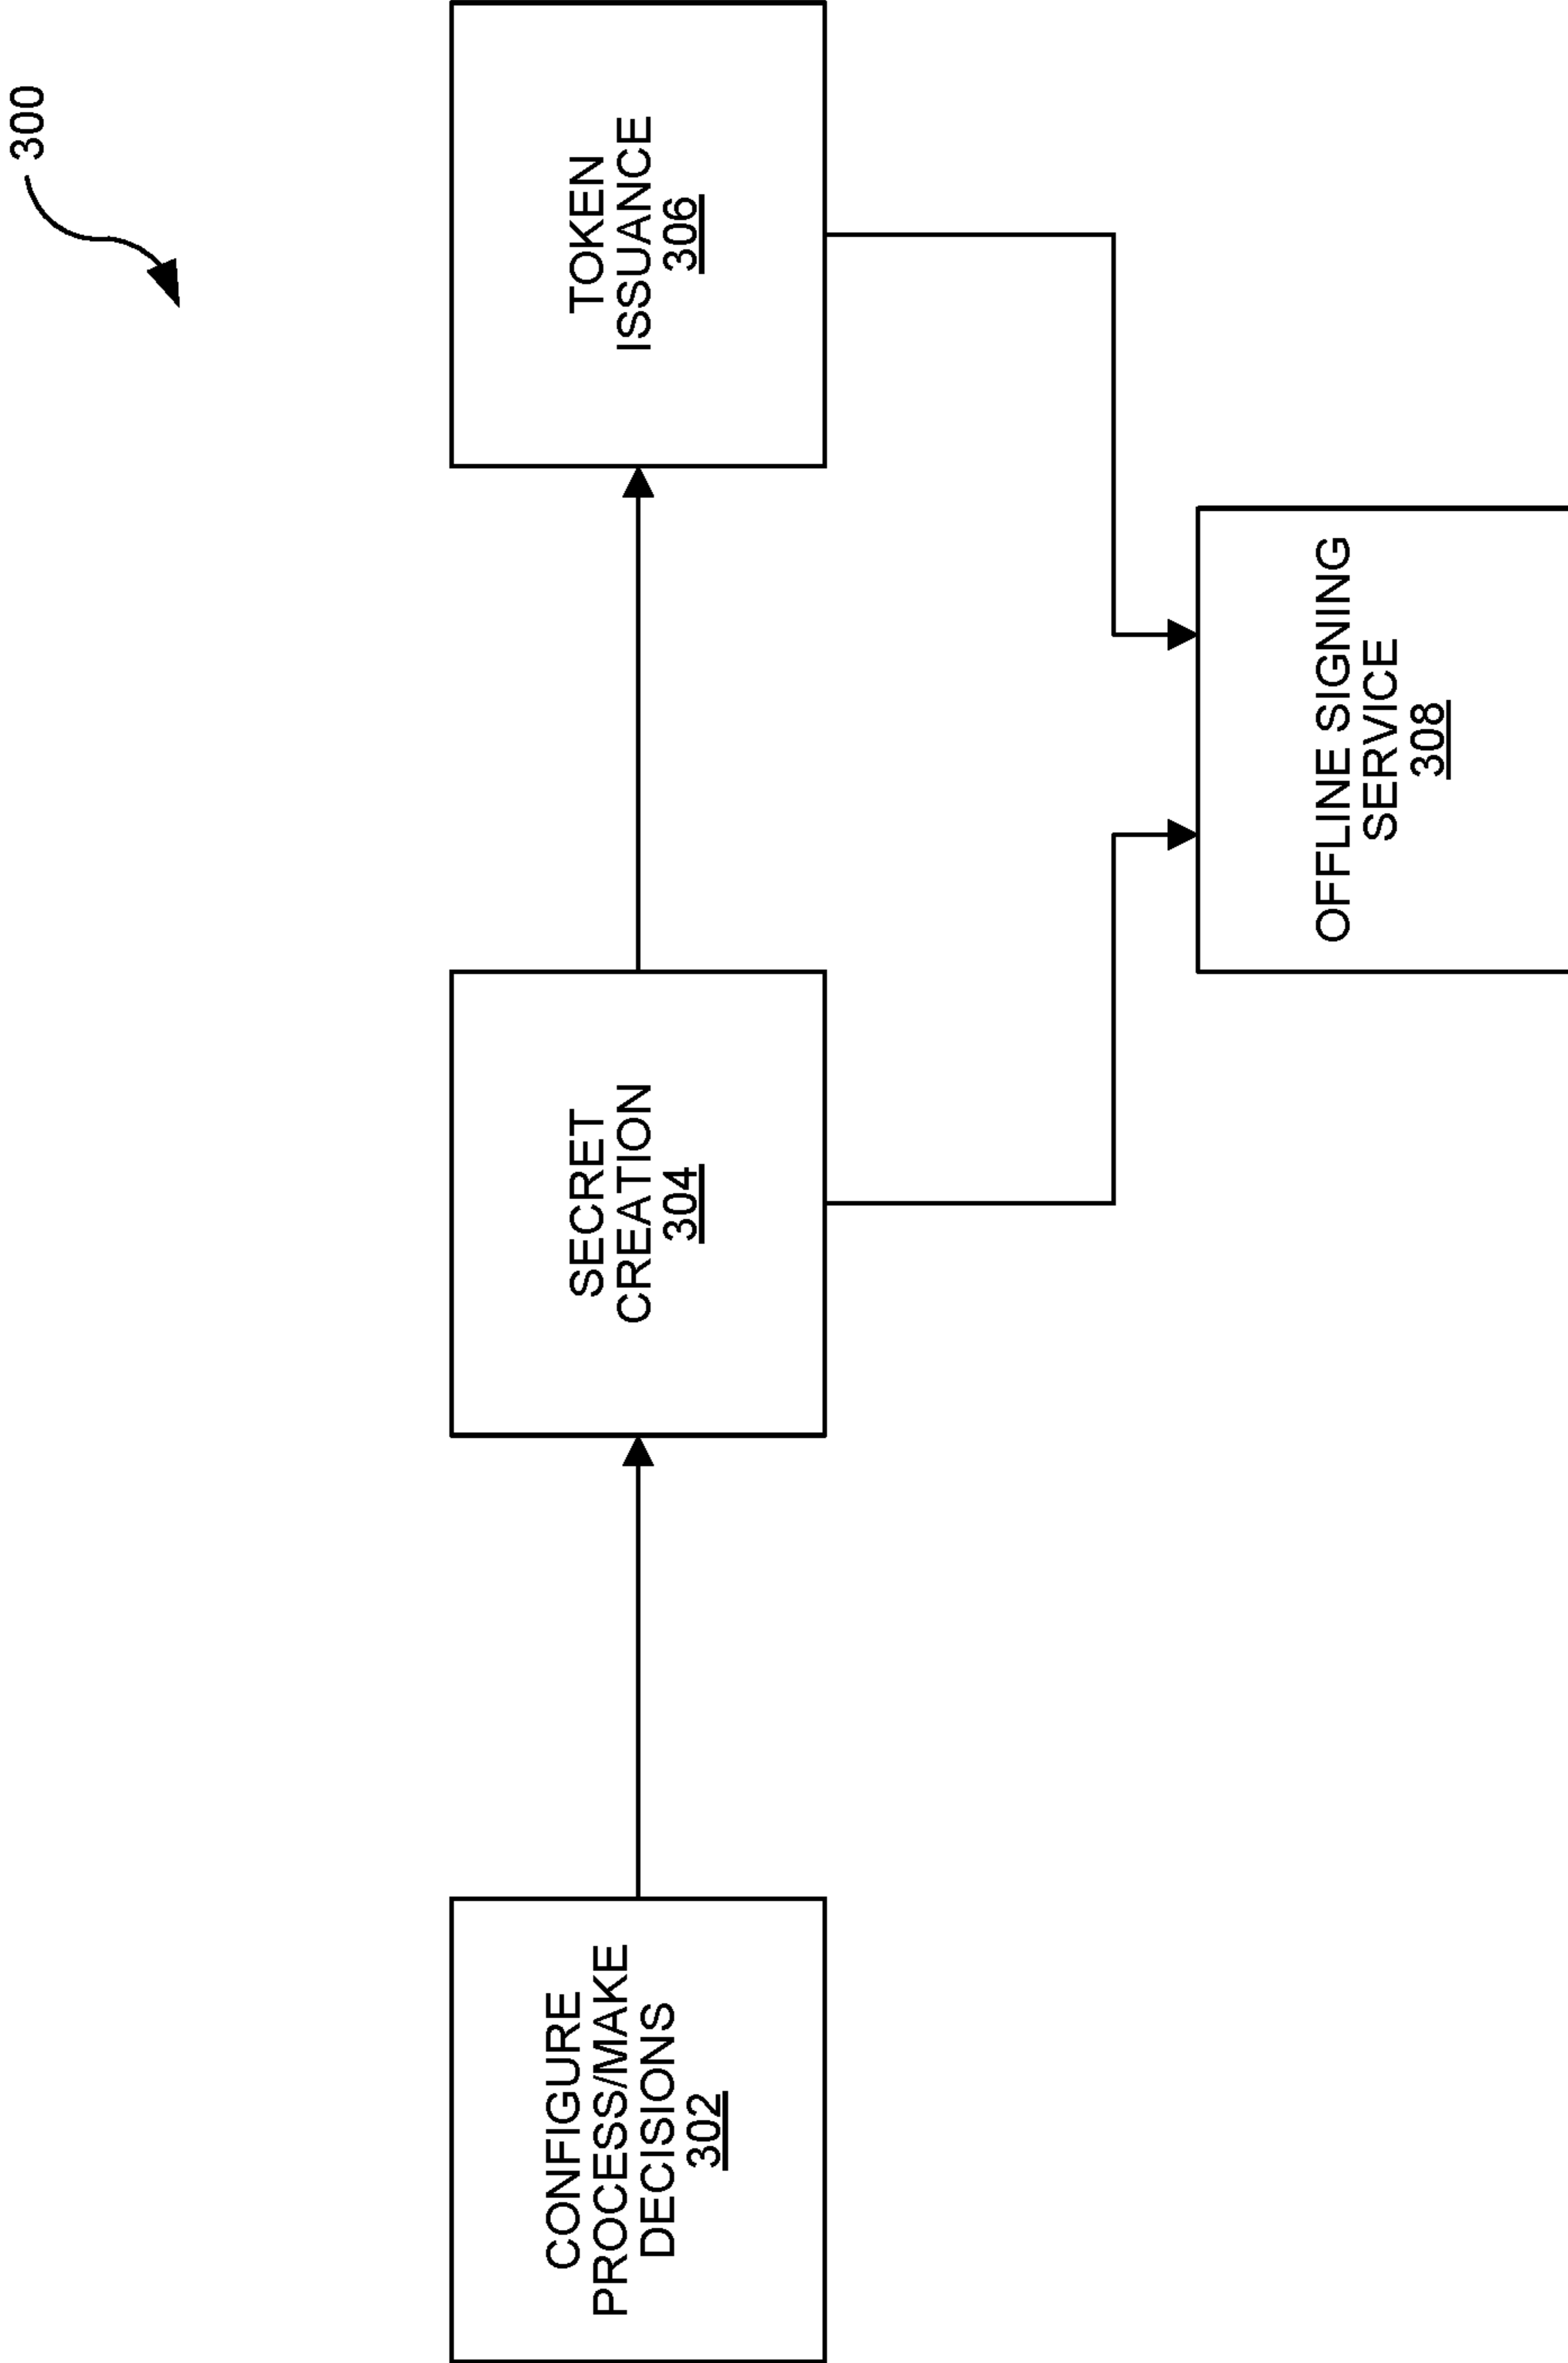 300
CONFIGURE
PROCESS/MAKE
DECISIONS
302
SECRET
CREATION
304
TOKEN
ISSUANCE
306
OFFLINE SIGNING
SERVICE
308